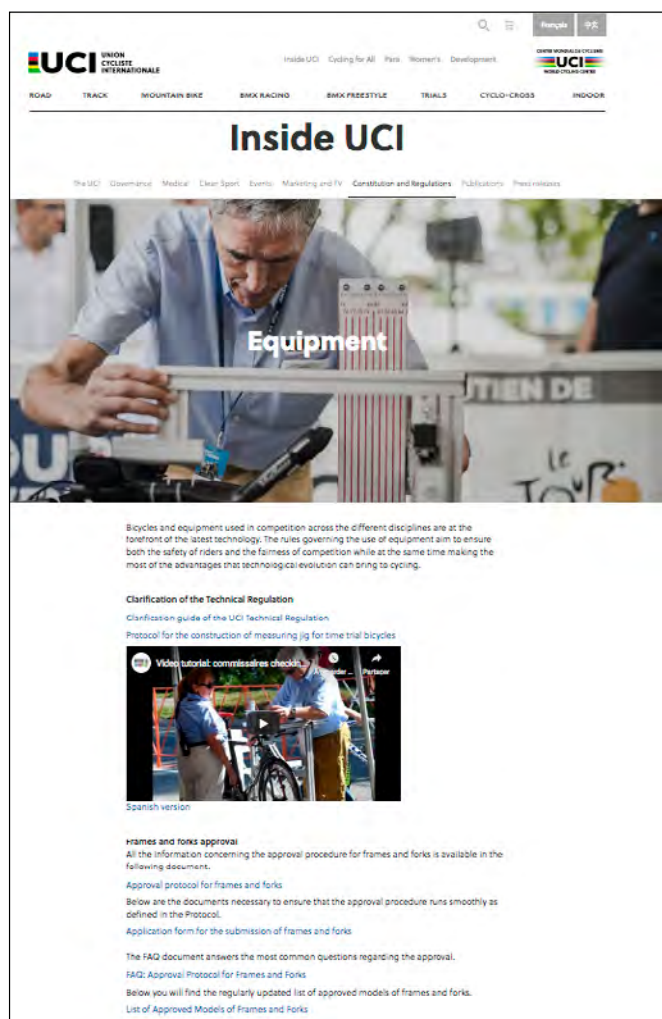 Français 中文
UCI UNION
CYCLISTE
INTERNATIONALE
Inside UCI Cycling for All Para Women's Development
CENTRE MONDIAL DE CYCLISME
UCI
WORLD CYCLING CENTRE
ROAD TRACK MOUNTAIN BIKE BMX RACING BMX FREESTYLE TRIALS CYCLO-CROSS INDOOR
Inside UCI
The UCI Governance Medical Clean Sport Events Marketing and TV Constitution and Regulations Publications Press releases
Equipment
TIEN DE
LE
TOUR
Bicycles and equipment used in competition across the different disciplines are at the
forefront of the latest technology. The rules governing the use of equipment aim to ensure
both the safety of riders and the fairness of competition while at the same time making the
most of the advantages that technological evolution can bring to cycling.
Clarification of the Technical Regulation
Clarification guide of the UCI Technical Regulation
Protocol for the construction of measuring jig for time trial bicycles
Video tutorial: commissaires checkin...
Partager
Spanish version
Frames and forks approval
All the information concerning the approval procedure for frames and forks is available in the
following document.
Approval protocol for frames and forks
Below are the documents necessary to ensure that the approval procedure runs smoothly as
defined in the Protocol.
Application form for the submission of frames and forks
The FAQ document answers the most common questions regarding the approval.
FAQ: Approval Protocol for Frames and Forks
Below you will find the regularly updated list of approved models of frames and forks.
List of Approved Models of Frames and Forks